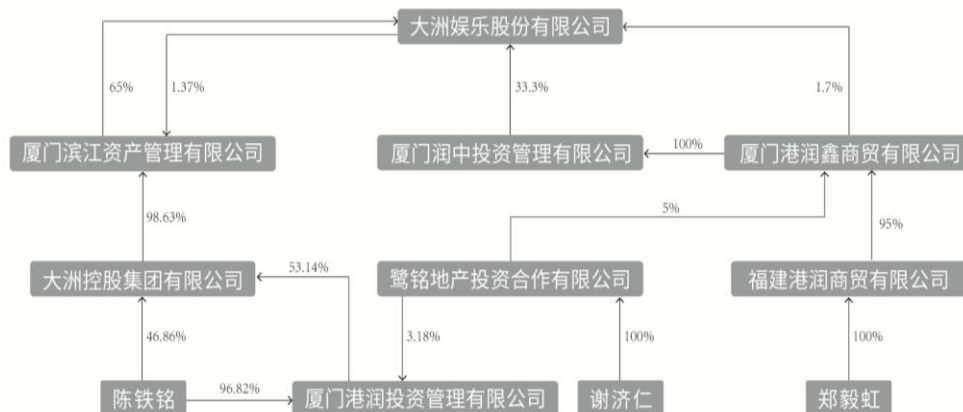 大洲娱乐股份有限公司
65%
1.37%
33.3%
1.7%
厦门滨江资产管理有限公司
厦门润中投资管理有限公司
100%
厦门港润鑫商贸有限公司
98.63%
5%
95%
大洲控股集团有限公司
53.14%
鹭铭地产投资合作有限公司
福建港润商贸有限公司
46.86%
3.18%
100%
100%
陈铁铭
96.82%
厦门港润投资管理有限公司
谢济仁
郑毅虹